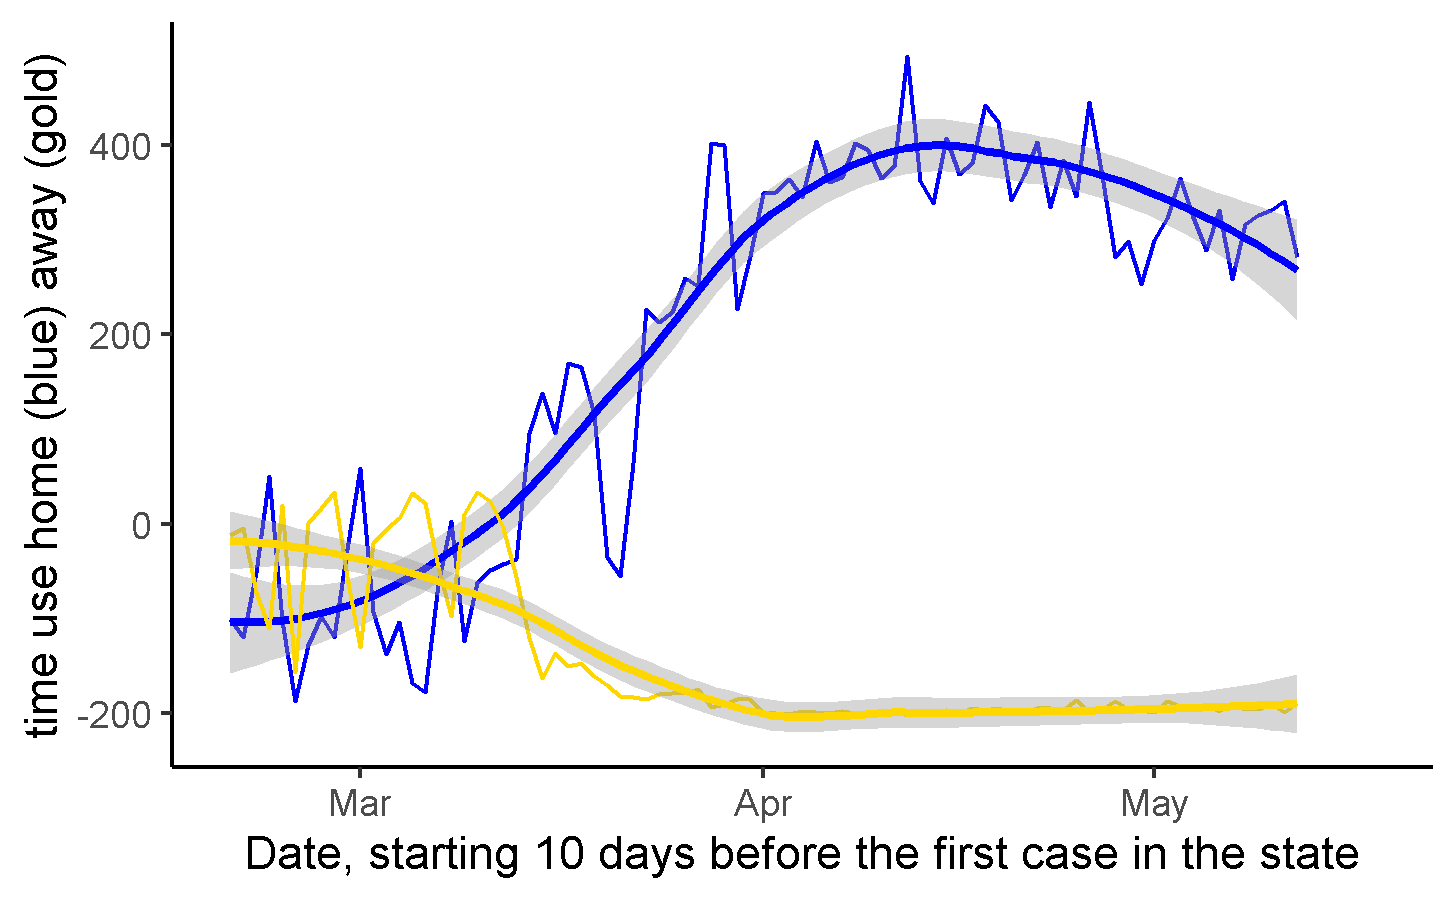 time use home (blue) away (gold)
400
200
0
-200
Mar
Apr
May
Date, starting 10 days before the first case in the state